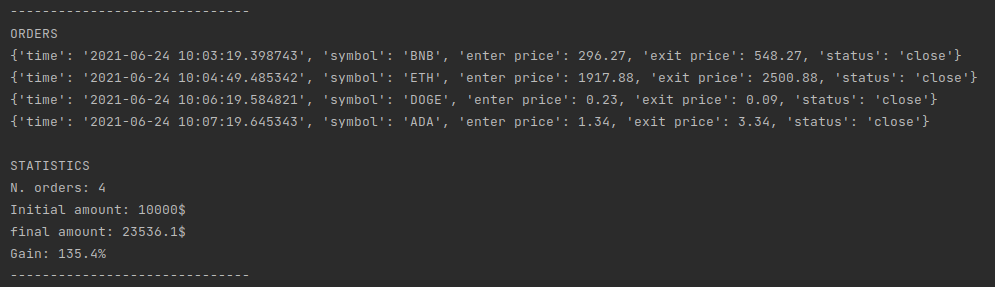 ------------------------------
ORDERS
{'time': '2021-06-24 10:03:19.398743', 'symbol': 'BNB', 'enter price': 296.27, 'exit price': 548.27, 'status': 'close'}
{'time': '2021-06-24 10:04:49.485342', 'symbol': 'ETH', 'enter price': 1917.88, 'exit price': 2500.88, 'status': 'close'}
{'time': '2021-06-24 10:06:19.584821', 'symbol': 'DOGE', 'enter price': 0.23, 'exit price': 0.09, 'status': 'close'}
{'time': '2021-06-24 10:07:19.645343', 'symbol': 'ADA', 'enter price': 1.34, 'exit price': 3.34, 'status': 'close'}
STATISTICS
N. orders: 4
Initial amount: 10000$
final amount: 23536.1$
Gain: 135.4%
------------------------------